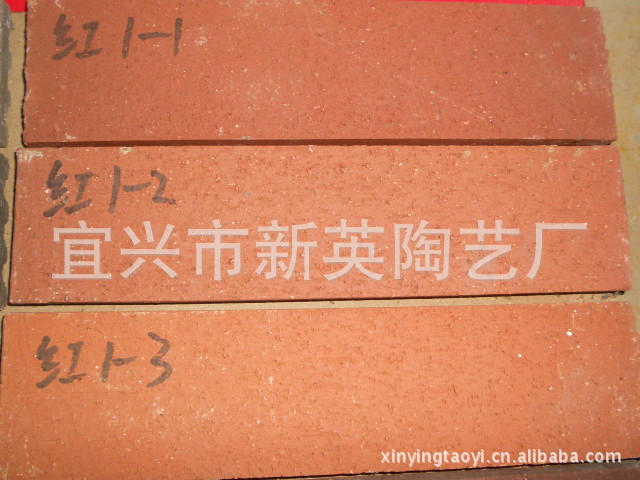 红1-1
红1-2
宜兴市新英陶艺厂
红1-3
xinyingtaoyi.cn.alibaba.com